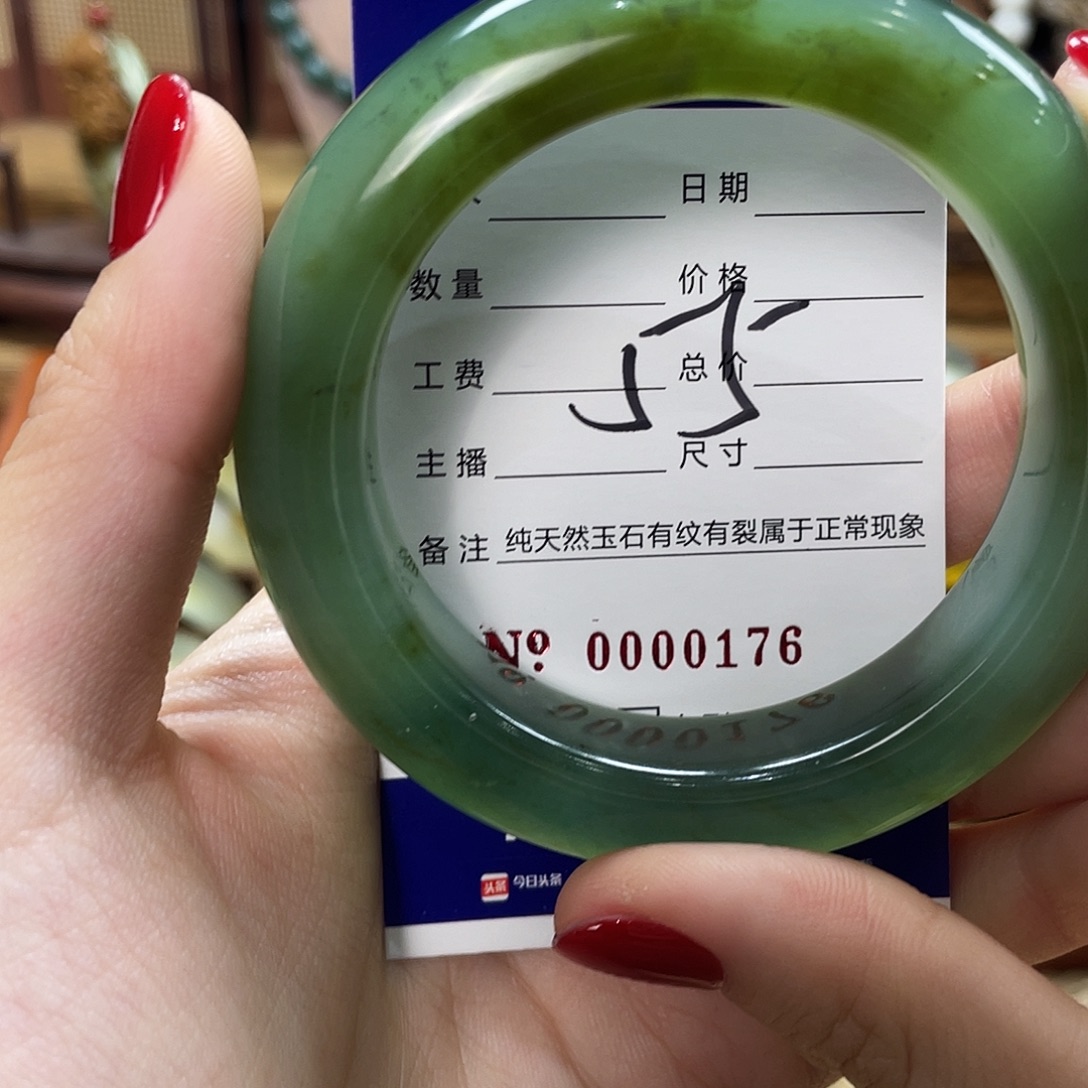 日期
数量 价格
工费 总价
主播 尺寸
备注 纯天然玉石有纹有裂属于正常现象
Nº: 0000176
头条 今日头条